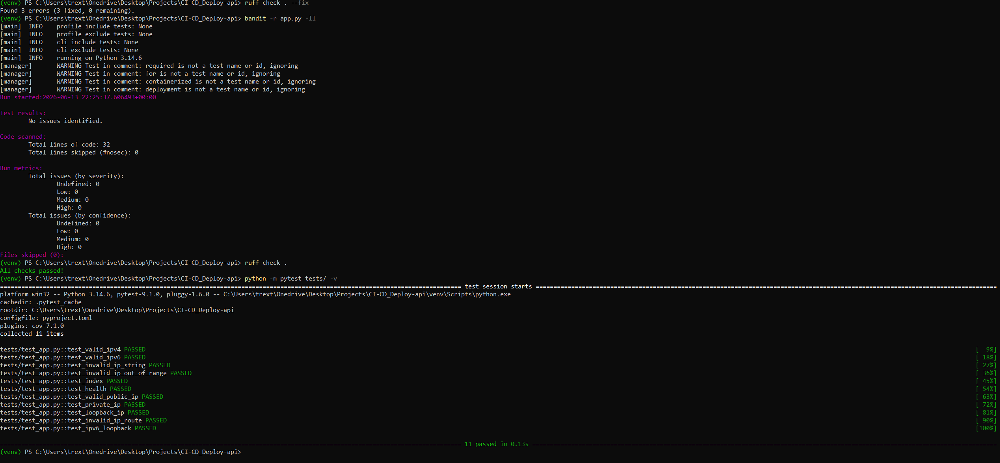 (venv) PS C:\Users\trext\Onedrive\Desktop\Projects\CI-CD_Deploy-api> ruff check . --fix
Found 3 errors (3 fixed, 0 remaining).
(venv) PS C:\Users\trext\Onedrive\Desktop\Projects\CI-CD_Deploy-api> bandit -r app.py -ll
[main]  INFO    profile include tests: None
[main]  INFO    profile exclude tests: None
[main]  INFO    cli include tests: None
[main]  INFO    cli exclude tests: None
[main]  INFO    running on Python 3.14.6
[manager]       WARNING Test in comment: required is not a test name or id, ignoring
[manager]       WARNING Test in comment: for is not a test name or id, ignoring
[manager]       WARNING Test in comment: containerized is not a test name or id, ignoring
[manager]       WARNING Test in comment: deployment is not a test name or id, ignoring
Run started:2026-06-13 22:25:37.606493+00:00
Test results:
        No issues identified.
Code scanned:
        Total lines of code: 32
        Total lines skipped (#nosec): 0
Run metrics:
        Total issues (by severity):
                Undefined: 0
                Low: 0
                Medium: 0
                High: 0
        Total issues (by confidence):
                Undefined: 0
                Low: 0
                Medium: 0
                High: 0
Files skipped (0):
(venv) PS C:\Users\trext\Onedrive\Desktop\Projects\CI-CD_Deploy-api> ruff check .
All checks passed!
(venv) PS C:\Users\trext\Onedrive\Desktop\Projects\CI-CD_Deploy-api> python -m pytest tests/ -v
===== test session starts =====
platform win32 -- Python 3.14.6, pytest-9.1.0, pluggy-1.6.0 -- C:\Users\trext\Onedrive\Desktop\Projects\CI-CD_Deploy-api\venv\Scripts\python.exe
cachedir: .pytest_cache
rootdir: C:\Users\trext\Onedrive\Desktop\Projects\CI-CD_Deploy-api
configfile: pyproject.toml
plugins: cov-7.1.0
collected 11 items
tests/test_app.py::test_valid_ipv4 PASSED [  9%]
tests/test_app.py::test_valid_ipv6 PASSED [ 18%]
tests/test_app.py::test_invalid_ip_string PASSED [ 27%]
tests/test_app.py::test_invalid_ip_out_of_range PASSED [ 36%]
tests/test_app.py::test_index PASSED [ 45%]
tests/test_app.py::test_health PASSED [ 54%]
tests/test_app.py::test_valid_public_ip PASSED [ 63%]
tests/test_app.py::test_private_ip PASSED [ 72%]
tests/test_app.py::test_loopback_ip PASSED [ 81%]
tests/test_app.py::test_invalid_ip_route PASSED [ 90%]
tests/test_app.py::test_ipv6_loopback PASSED [100%]
===== 11 passed in 0.13s =====
(venv) PS C:\Users\trext\Onedrive\Desktop\Projects\CI-CD_Deploy-api>